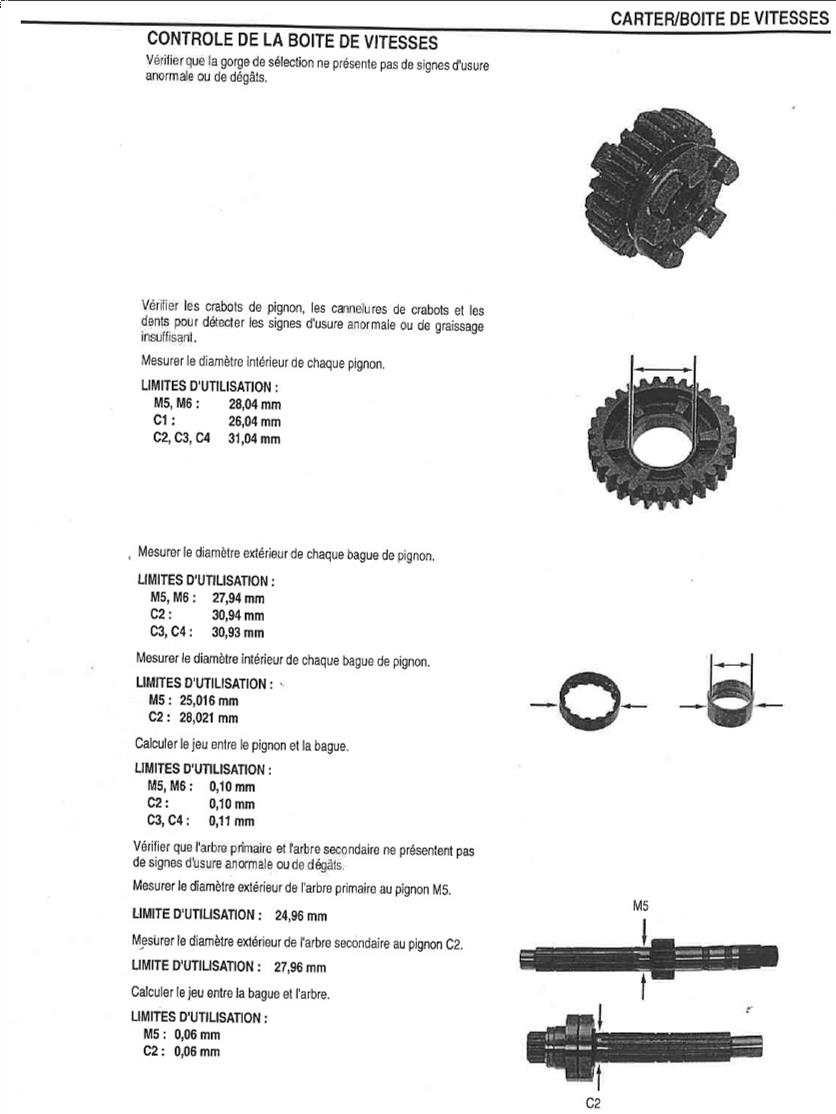 CARTER/BOITE DE VITESSES
CONTROLE DE LA BOITE DE VITESSES
Vérifier que la gorge de sélection ne présente pas de signes d'usure
anormale ou de dégâts.
Vérifier les crabots de pignon, les cannelures de crabots et les
dents pour détecter les signes d'usure anormale ou de graissage
insuffisant.
Mesurer le diamètre intérieur de chaque pignon.
LIMITES D'UTILISATION :
M5, M6 : 28,04 mm
C1 : 26,04 mm
C2, C3, C4 31,04 mm
Mesurer le diamètre extérieur de chaque bague de pignon.
LIMITES D'UTILISATION :
M5, M6 : 27,94 mm
C2 : 30,94 mm
C3, C4 : 30,93 mm
Mesurer le diamètre intérieur de chaque bague de pignon.
LIMITES D'UTILISATION :
M5 : 25,016 mm
C2 : 28,021 mm
Calculer le jeu entre le pignon et la bague.
LIMITES D'UTILISATION :
M5, M6 : 0,10 mm
C2 : 0,10 mm
C3, C4 : 0,11 mm
Vérifier que l'arbre primaire et l'arbre secondaire ne présentent pas
de signes d'usure anormale ou de dégâts.
Mesurer le diamètre extérieur de l'arbre primaire au pignon M5.
LIMITE D'UTILISATION : 24,96 mm
Mesurer le diamètre extérieur de l'arbre secondaire au pignon C2.
LIMITE D'UTILISATION : 27,96 mm
Calculer le jeu entre la bague et l'arbre.
LIMITES D'UTILISATION :
M5 : 0,06 mm
C2 : 0,06 mm
M5
C2